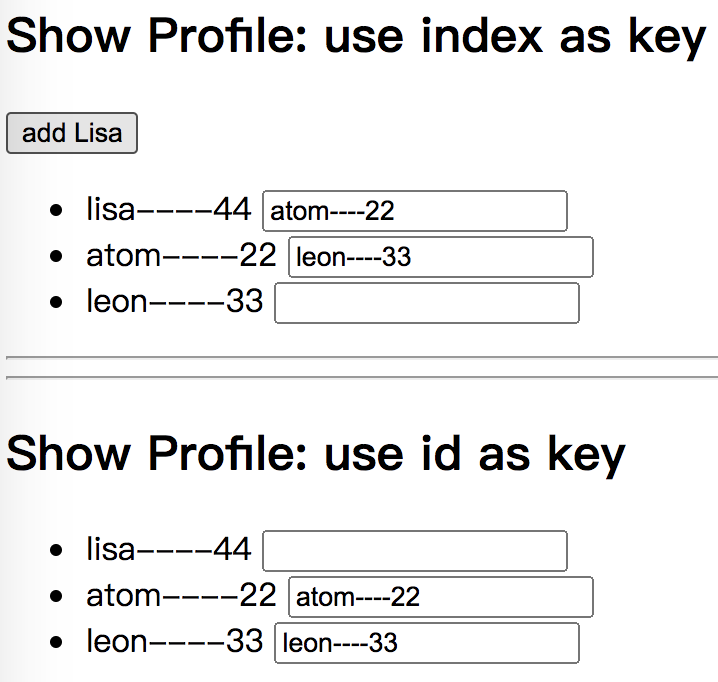 Show Profile: use index as key
add Lisa
lisa----44 atom----22
atom----22 leon----33
leon----33
Show Profile: use id as key
lisa----44
atom----22 atom----22
leon----33 leon----33